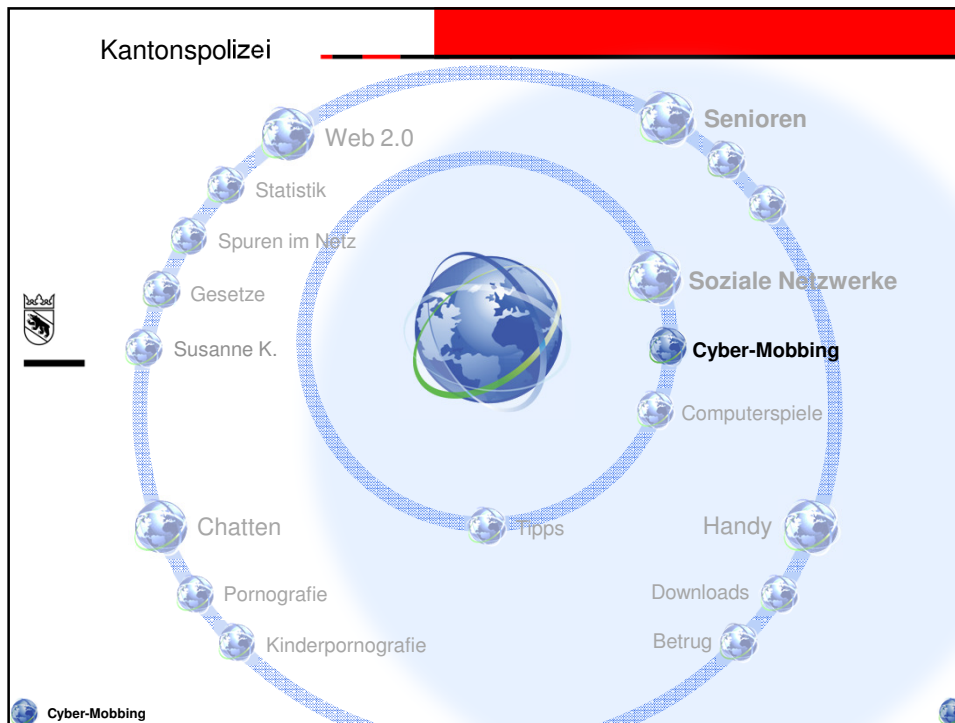 Kantonspolizei
Web 2.0
Senioren
Statistik
Spuren im Netz
Soziale Netzwerke
Gesetze
Susanne K.
Cyber-Mobbing
Computerspiele
Chatten
Tipps
Handy
Pornografie
Downloads
Kinderpornografie
Betrug
Cyber-Mobbing